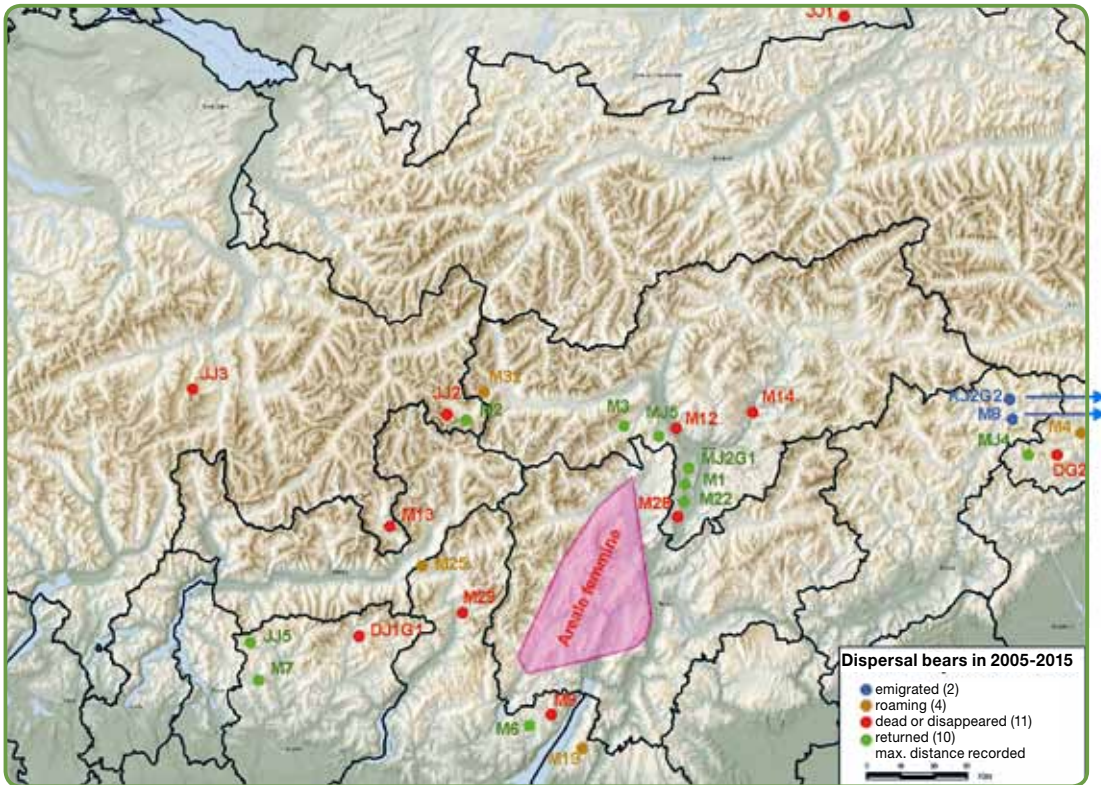 JJ1
JJ3
M31
JJ2
M2
M3
MJ5
M12
M14
KJ2G2
M8
MJ4
M4
DG2
MJ2G1
M1
M22
M28
M13
M25
M29
Areale femmine
JJ5
DJ1G1
M7
M6
M19
Dispersal bears in 2005-2015
emigrated (2)
roaming (4)
dead or disappeared (11)
returned (10)
max. distance recorded